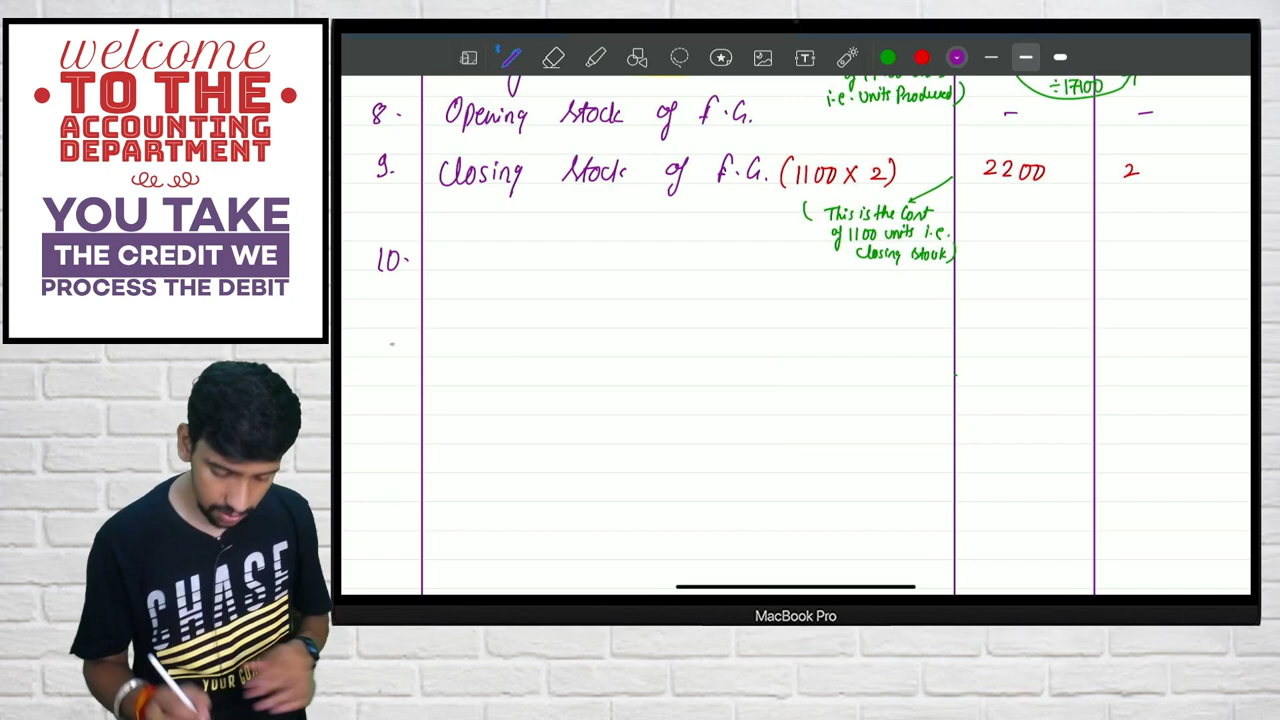 welcome
TO THE
ACCOUNTING
DEPARTMENT
YOU TAKE
THE CREDIT WE
PROCESS THE DEBIT
i.e. units Produced)
÷17100
8. Opening Stock of F.G. - -
9. Closing Stock of F.G. (1100 x 2) 2200 2
( This is the Cost
of 1100 units i.e.
Closing Stock)
10.
MacBook Pro
CHASE
YOUR